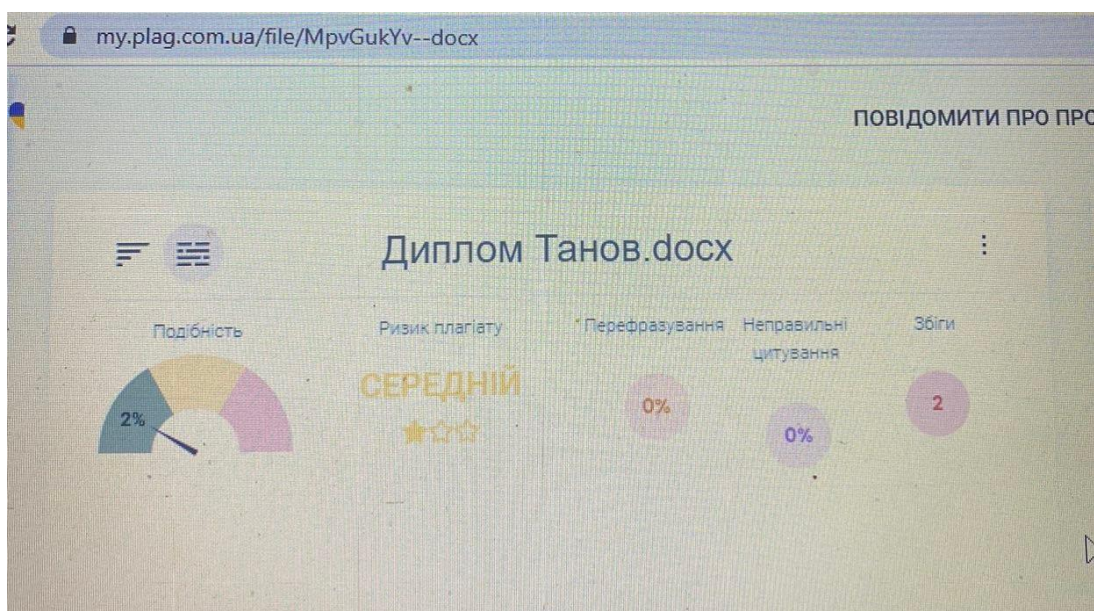 my.plag.com.ua/file/MpvGukYv--docx
ПОВІДОМИТИ ПРО ПРО
Диплом Танов.docx
Подібність
Ризик плагіату
Перефразування
Неправильні
цитування
Збіги
2%
СЕРЕДНІЙ
0%
0%
2